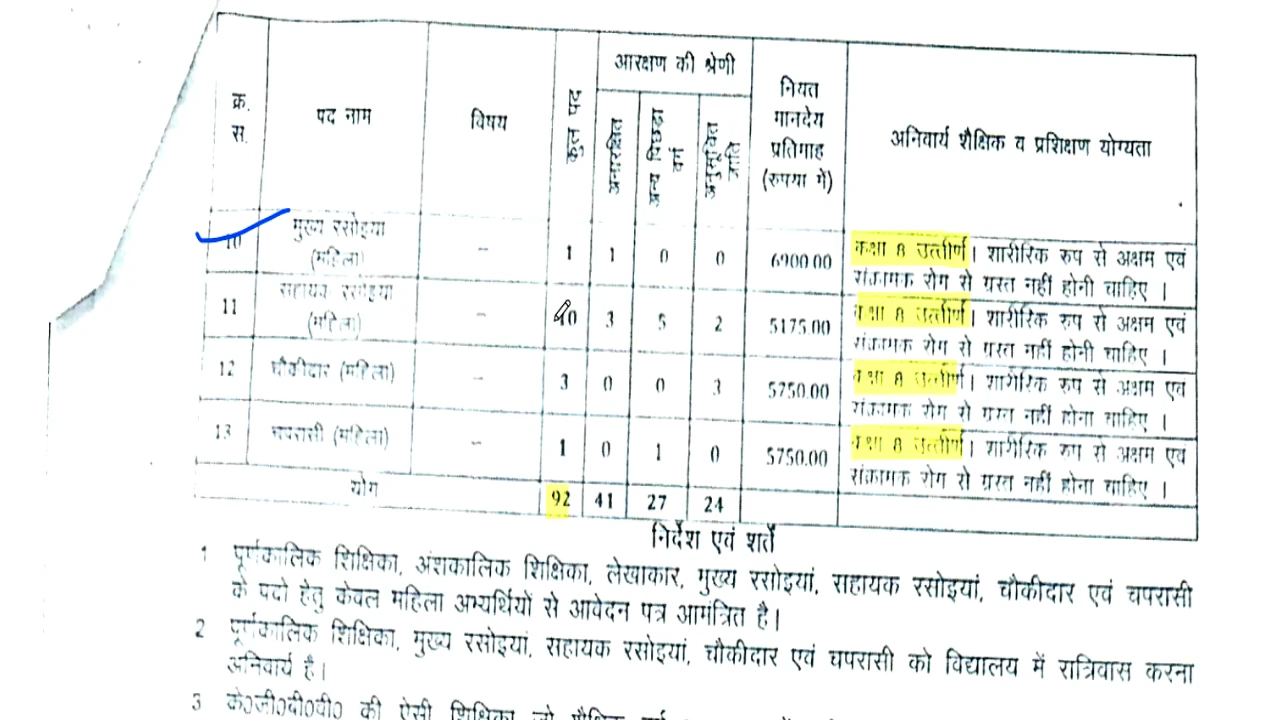 क्र. स. पद नाम विषय कुल पद आरक्षण की श्रेणी नियत मानदेय प्रतिमाह (रुपया में) अनिवार्य शैक्षिक व प्रशिक्षण योग्यता
अनारक्षित अन्य पिछड़ा वर्ग अनुसूचित जाति
10 मुख्य रसोइया (महिला) – 1 1 0 0 6900.00 कक्षा 8 उत्तीर्ण। शारीरिक रुप से अक्षम एवं
संक्रामक रोग से ग्रस्त नहीं होनी चाहिए ।
11 सहायक रसोइया (महिला) – 10 3 5 2 5175.00 कक्षा 8 उत्तीर्ण। शारीरिक रुप से अक्षम एवं
संक्रामक रोग से ग्रस्त नहीं होनी चाहिए ।
12 चौकीदार (महिला) – 3 0 0 3 5750.00 कक्षा 8 उत्तीर्ण। शारीरिक रुप से अक्षम एवं
संक्रामक रोग से ग्रस्त नहीं होना चाहिए ।
13 चपरासी (महिला) – 1 0 1 0 5750.00 कक्षा 8 उत्तीर्ण। शारीरिक रुप से अक्षम एवं
संक्रामक रोग से ग्रस्त नहीं होना चाहिए ।
योग 92 41 27 24
निर्देश एवं शर्ते
1 पूर्णकालिक शिक्षिका, अंशकालिक शिक्षिका, लेखाकार, मुख्य रसोइयां, सहायक रसोइयां, चौकीदार एवं चपरासी
के पदो हेतु केवल महिला अभ्यर्थियों से आवेदन पत्र आमंत्रित है।
2 पूर्णकालिक शिक्षिका, मुख्य रसोइयां, सहायक रसोइयां, चौकीदार एवं चपरासी को विद्यालय में रात्रिवास करना
अनिवार्य है।
3 के0जी0बी0वी0 की ऐसी शिक्षिका जो